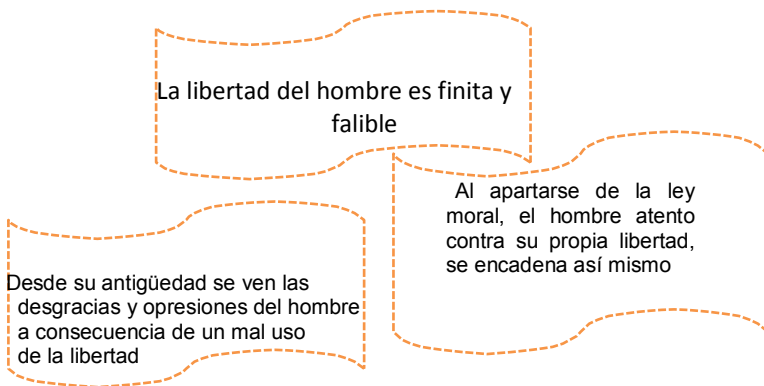 La libertad del hombre es finita y
falible
Al apartarse de la ley
moral, el hombre atento
contra su propia libertad,
se encadena así mismo
Desde su antigüedad se ven las
desgracias y opresiones del hombre
a consecuencia de un mal uso
de la libertad